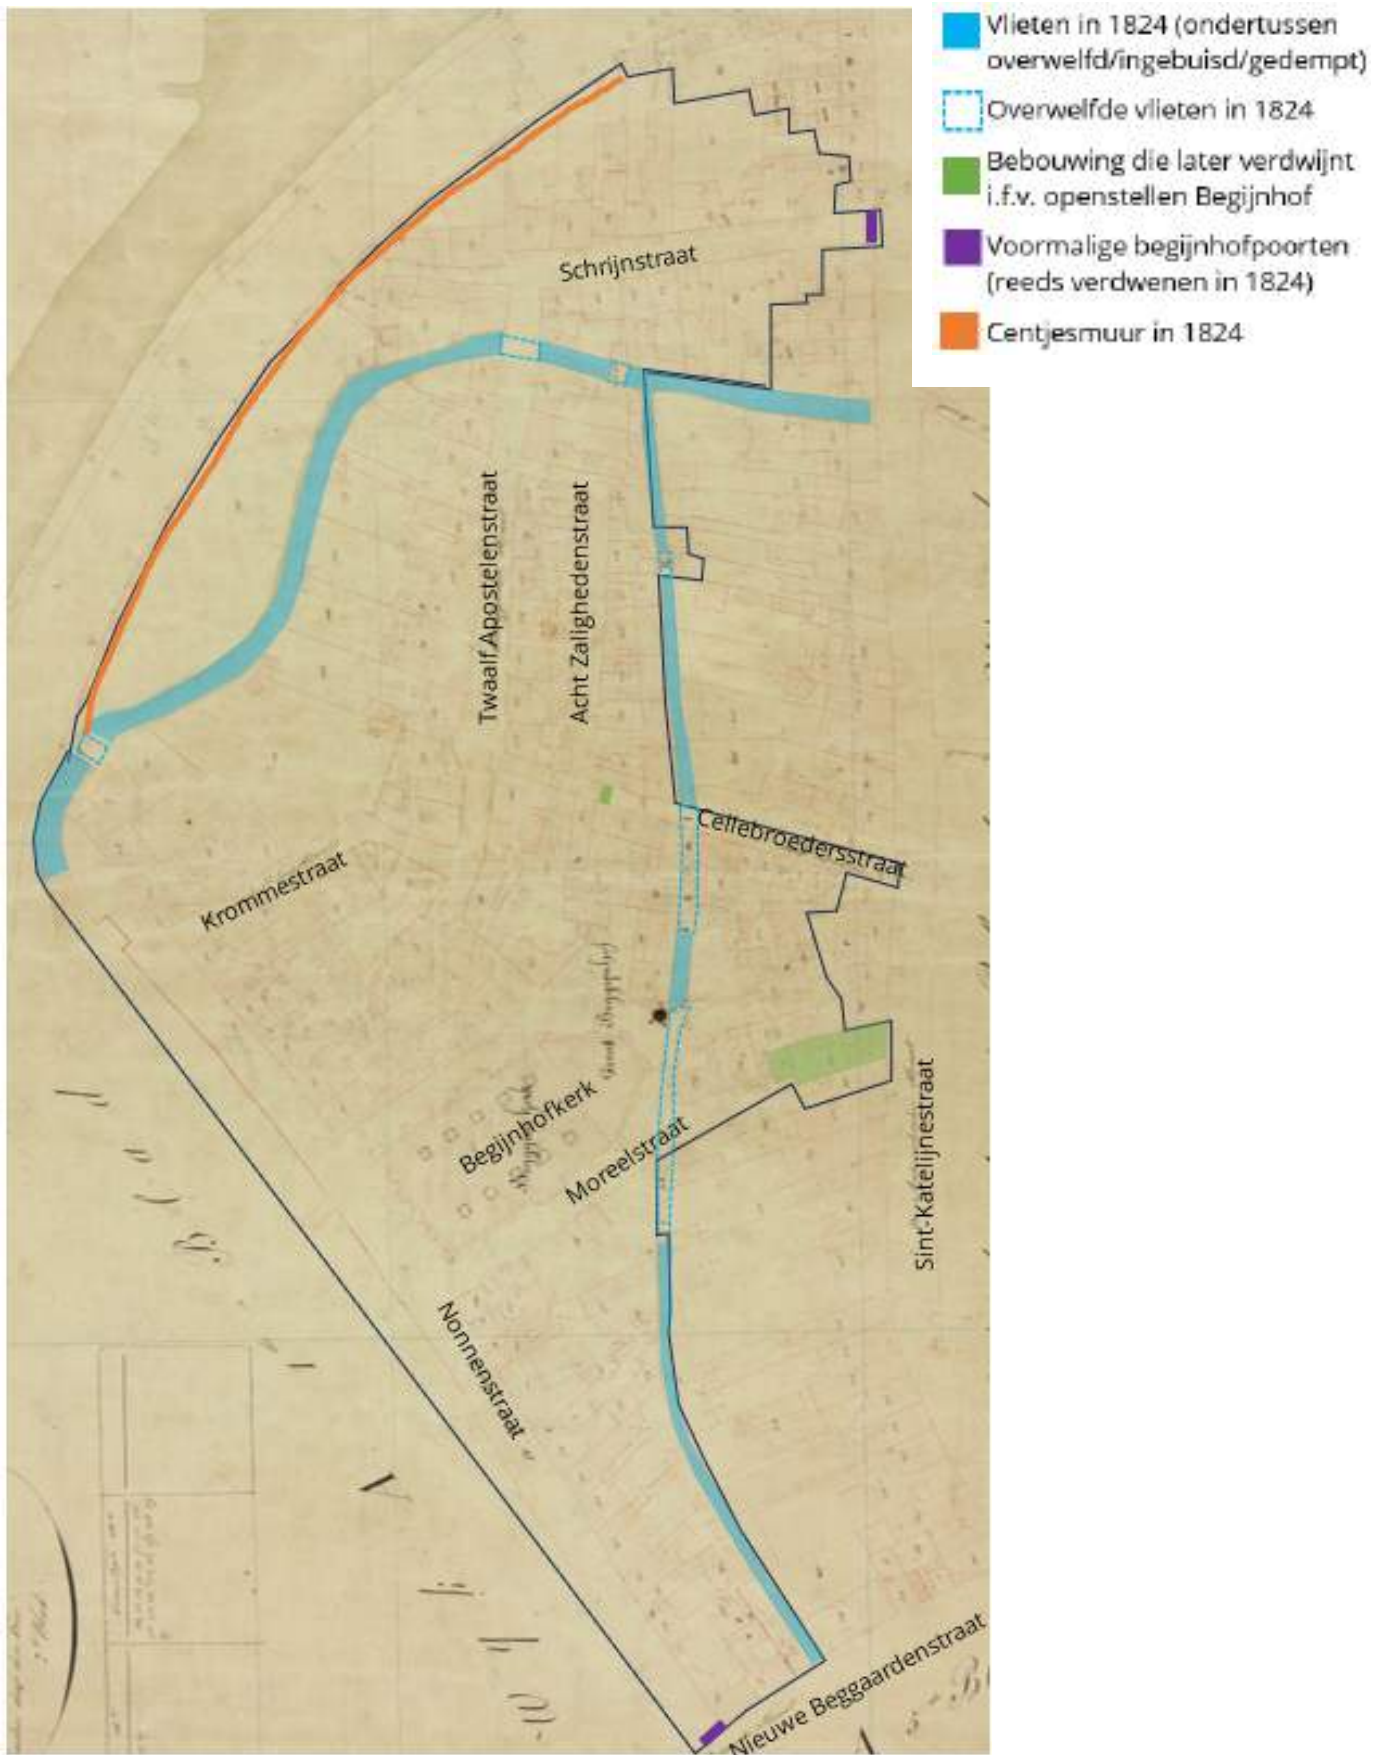 Vlieten in 1824 (ondertussen
overwelfd/ingebuisd/gedempt)
Overwelfde vlieten in 1824
Bebouwing die later verdwijnt
i.f.v. openstellen Begijnhof
Voormalige begijnhofpoorten
(reeds verdwenen in 1824)
Centjesmuur in 1824
Schrijnstraat
Twaalf Apostelenstraat
Acht Zalighedenstraat
Cellebroedersstraat
Krommestraat
Begijnhofkerk
Moreelstraat
Sint-Katelijnestraat
Nonnenstraat
Nieuwe Beggaardenstraat